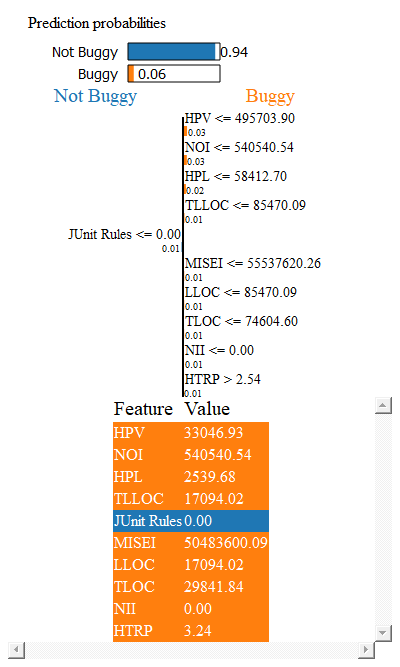 Prediction probabilities
Not Buggy 0.94
Buggy 0.06
Not Buggy Buggy
HPV <= 495703.90
0.03
NOI <= 540540.54
0.03
HPL <= 58412.70
0.02
TLLOC <= 85470.09
0.01
JUnit Rules <= 0.00
0.01
MISEI <= 55537620.26
0.01
LLOC <= 85470.09
0.01
TLOC <= 74604.60
0.01
NII <= 0.00
0.01
HTRP > 2.54
0.01
Feature Value
HPV 33046.93
NOI 540540.54
HPL 2539.68
TLLOC 17094.02
JUnit Rules 0.00
MISEI 50483600.09
LLOC 17094.02
TLOC 29841.84
NII 0.00
HTRP 3.24